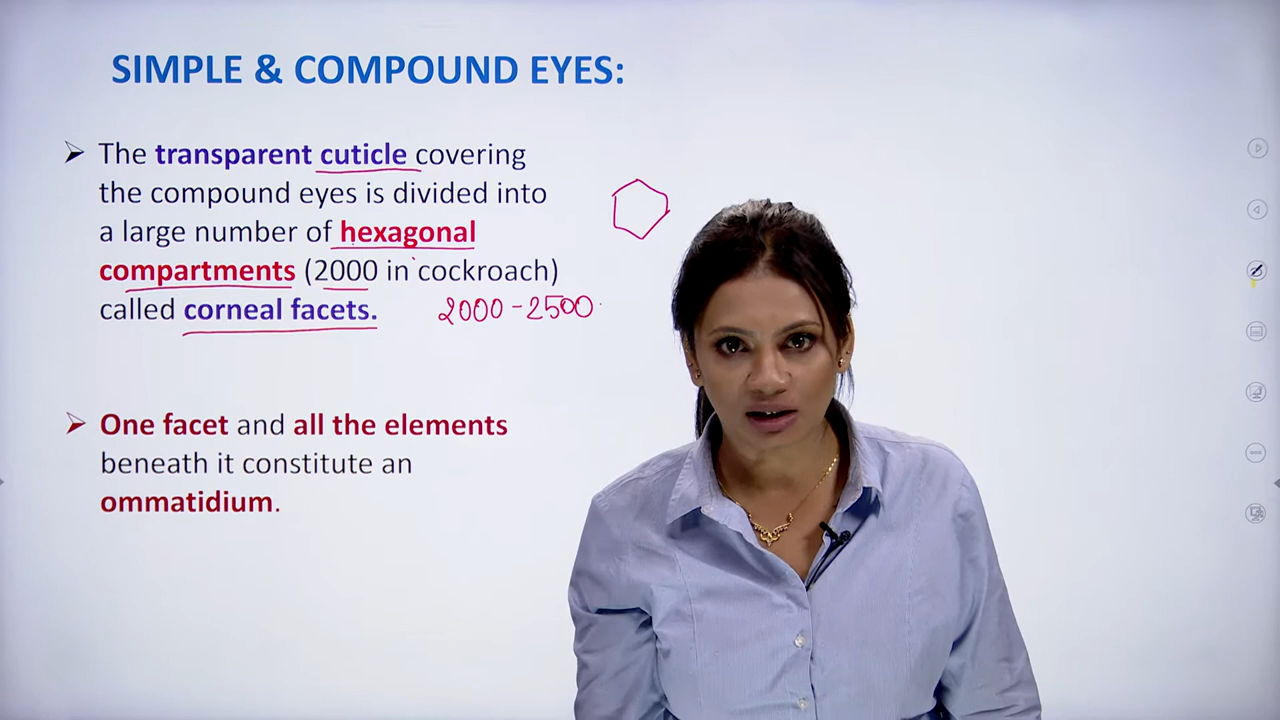 SIMPLE & COMPOUND EYES:
The transparent cuticle covering
the compound eyes is divided into
a large number of hexagonal
compartments (2000 in cockroach)
called corneal facets. 2000-2500
One facet and all the elements
beneath it constitute an
ommatidium.